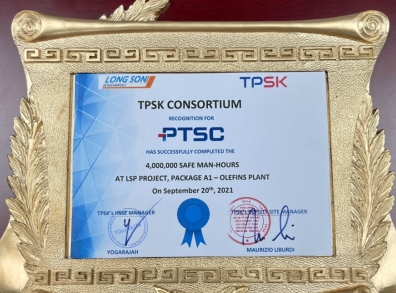 LONG SON
PETROCHEMICALS
TPSK
TPSK CONSORTIUM
RECOGNITION FOR
PTSC
HAS SUCCESSFULLY COMPLETED THE
4,000,000 SAFE MAN-HOURS
AT LSP PROJECT, PACKAGE A1 – OLEFINS PLANT
On September 20th, 2021
TPSK's HSSE MANAGER
TPSK's LSP SITE MANAGER
YOGARAJAH
MAURIZIO LIBURDI